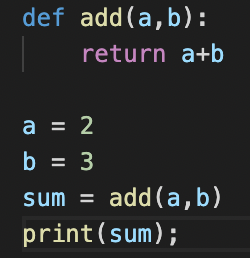 def add(a,b):
    return a+b

a = 2
b = 3
sum = add(a,b)
print(sum);